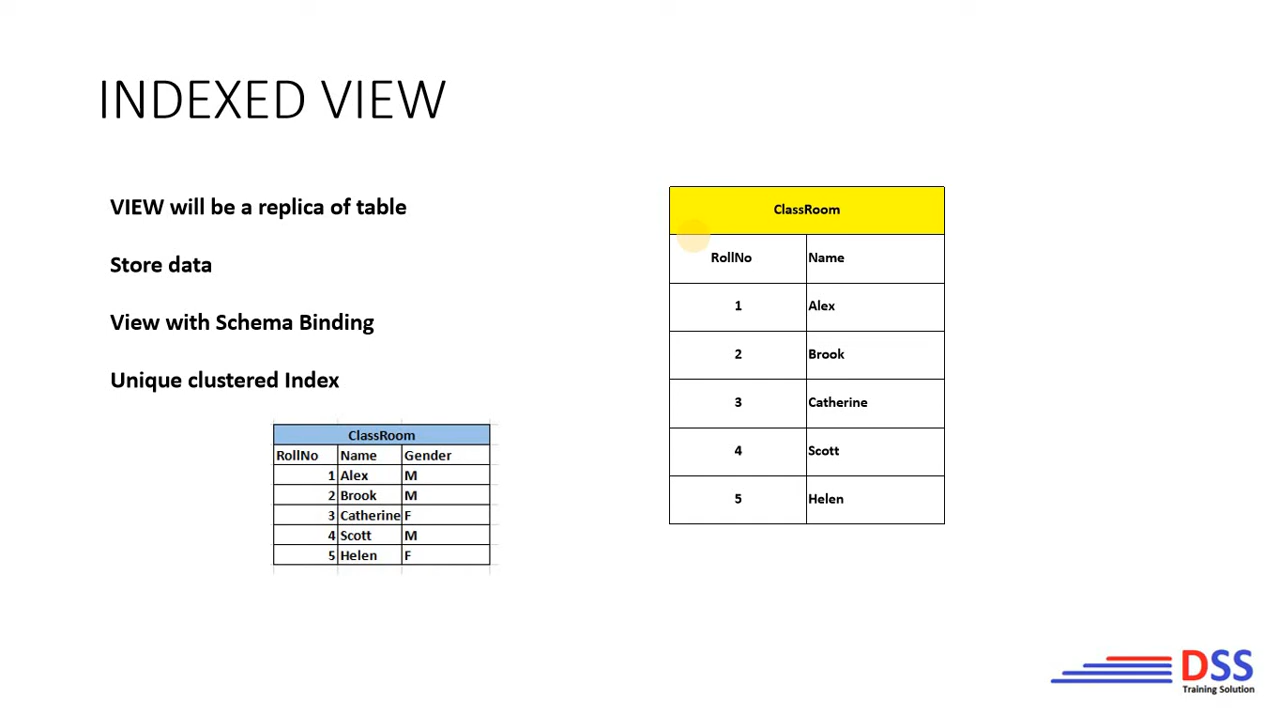 INDEXED VIEW
VIEW will be a replica of table
Store data
View with Schema Binding
Unique clustered Index
ClassRoom
RollNo Name Gender
1 Alex M
2 Brook M
3 Catherine F
4 Scott M
5 Helen F
ClassRoom
RollNo Name
1 Alex
2 Brook
3 Catherine
4 Scott
5 Helen
DSS
Training Solution